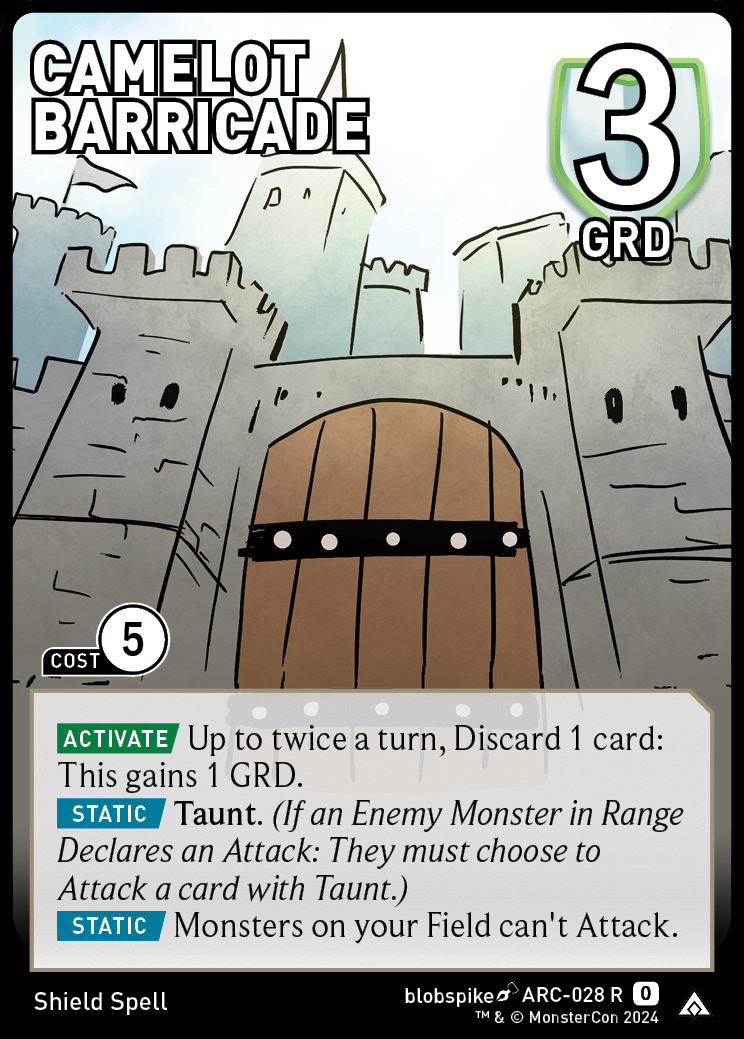 CAMELOT
BARRICADE
3
GRD
COST 5
ACTIVATE Up to twice a turn, Discard 1 card:
This gains 1 GRD.
STATIC Taunt. (If an Enemy Monster in Range
Declares an Attack: They must choose to
Attack a card with Taunt.)
STATIC Monsters on your Field can't Attack.
Shield Spell
blobspike ARC-028 R 0
™ & © MonsterCon 2024